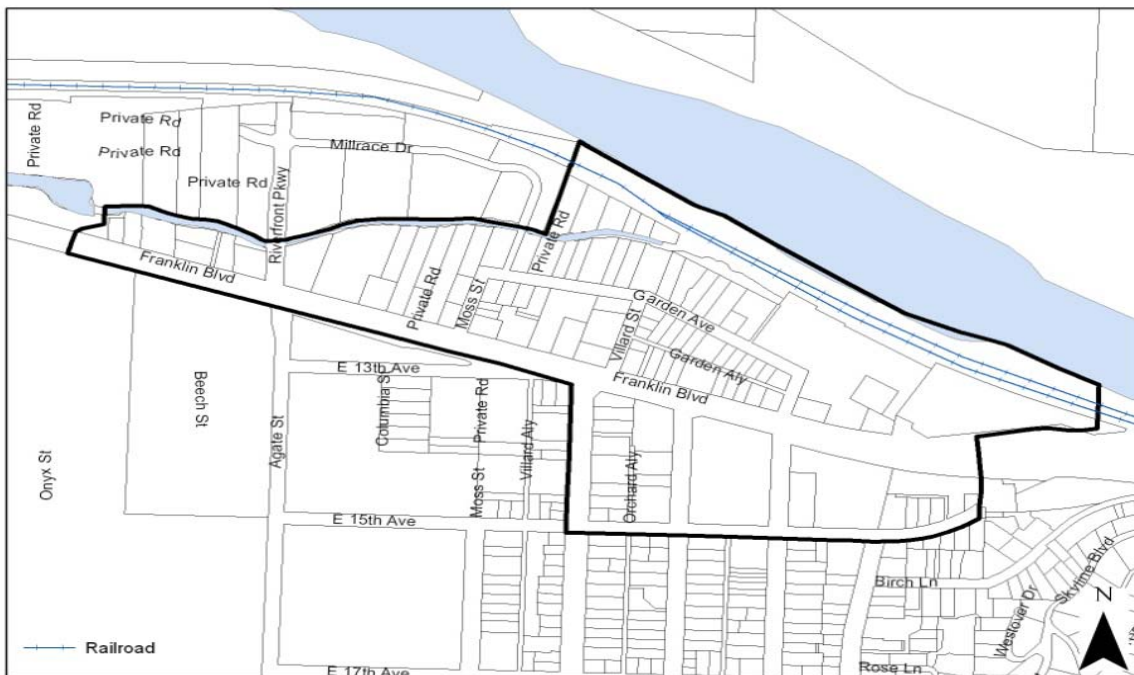 Private Rd
Private Rd
Private Rd
Private Rd
Millrace Dr
Riverfront Pkwy
Private Rd
Franklin Blvd
Private Rd
Moss St
Garden Ave
Villard St
Garden Aly
Franklin Blvd
E 13th Ave
Beech St
Columbia St
Private Rd
Agate St
Villard Aly
Orchard Aly
Onyx St
Moss St
E 15th Ave
Birch Ln
Skyline Blvd
Westover Dr
N
Railroad
E 17th Ave
Rose Ln